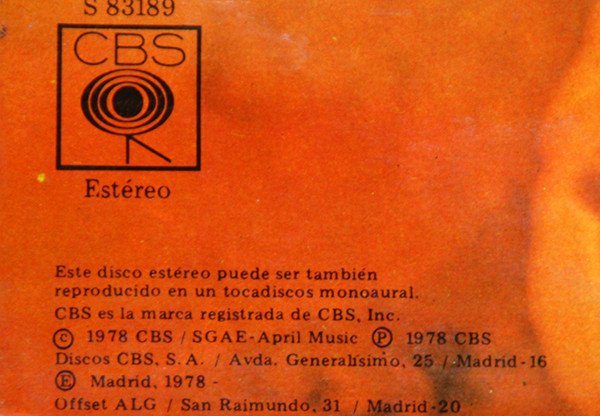 S 83189
CBS
Estéreo
Este disco estéreo puede ser también
reproducido en un tocadiscos monoaural.
CBS es la marca registrada de CBS, Inc.
© 1978 CBS / SGAE-April Music ℗ 1978 CBS
Discos CBS, S.A. / Avda. Generalísimo, 25 / Madrid-16
Ⓔ Madrid, 1978 -
Offset ALG / San Raimundo, 31 / Madrid-20